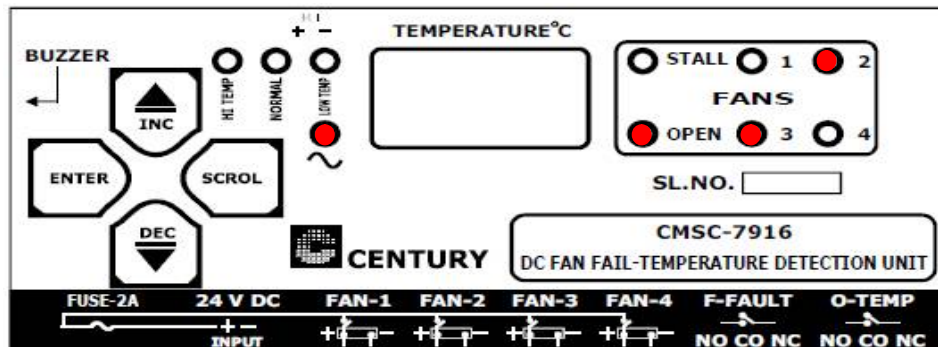 + -
TEMPERATURE°C
BUZZER
HI TEMP
NORMAL
LOW TEMP
STALL 1 2
FANS
OPEN 3 4
INC
ENTER
SCROL
DEC
SL.NO.
CENTURY
CMSC-7916
DC FAN FAIL-TEMPERATURE DETECTION UNIT
FUSE-2A 24 V DC FAN-1 FAN-2 FAN-3 FAN-4 F-FAULT O-TEMP
+ - + - + - + - + -
INPUT NO CO NC NO CO NC